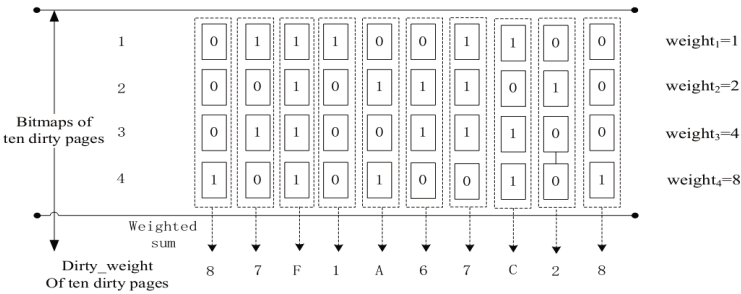 1 0 1 1 1 0 0 1 1 0 0 weight₁=1
2 0 0 1 0 1 1 1 0 1 0 weight₂=2
Bitmaps of
ten dirty pages
3 0 1 1 0 0 1 1 1 0 0 weight₃=4
4 1 0 1 0 1 0 0 1 0 1 weight₄=8
Weighted
sum
Dirty_weight
Of ten dirty pages
8 7 F 1 A 6 7 C 2 8